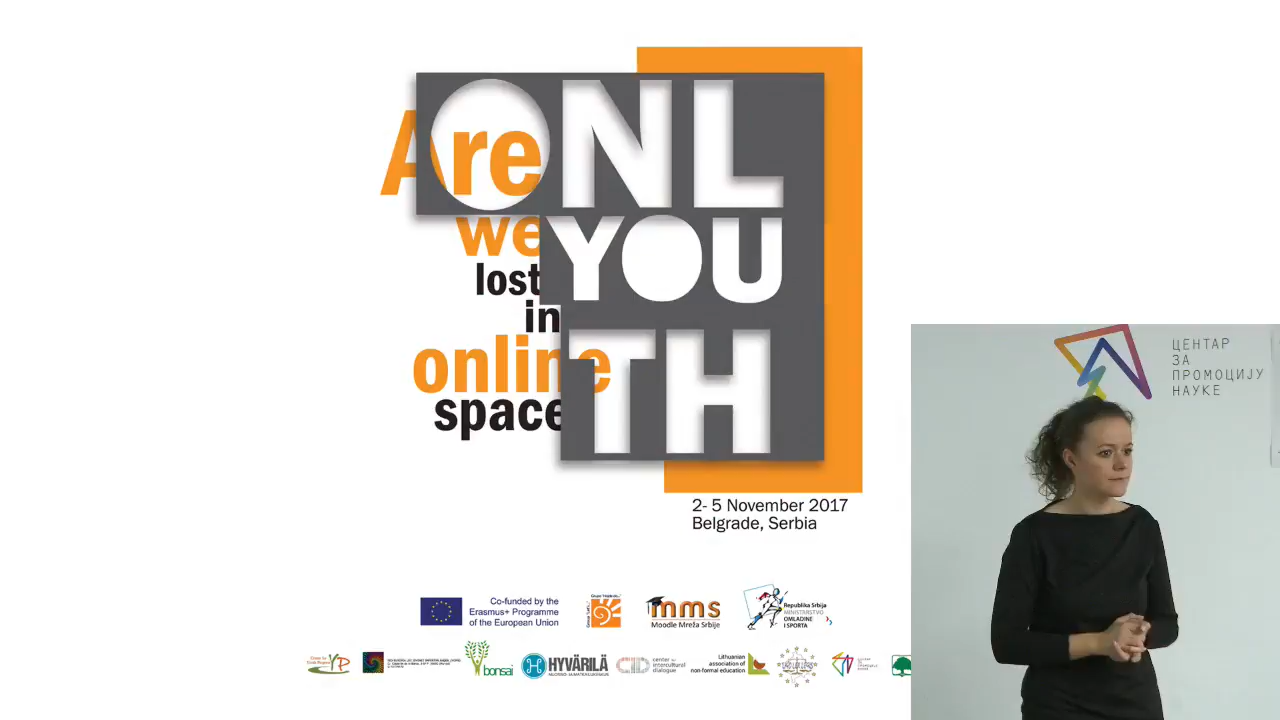 ONL
YOU
TH
Are
we
lost
in
online
space
2- 5 November 2017
Belgrade, Serbia
ЦЕНТАР
ЗА
ПРОМОЦИЈУ
НАУКЕ
Co-funded by the
Erasmus+ Programme
of the European Union
mms
Moodle Mreža Srbije
Republika Srbija
MINISTARSTVO
OMLADINE
I SPORTA
YP
bonsai
HYVÄRILÄ
CID
center for
intercultural
dialogue
Lithuanian
association of
non-formal education